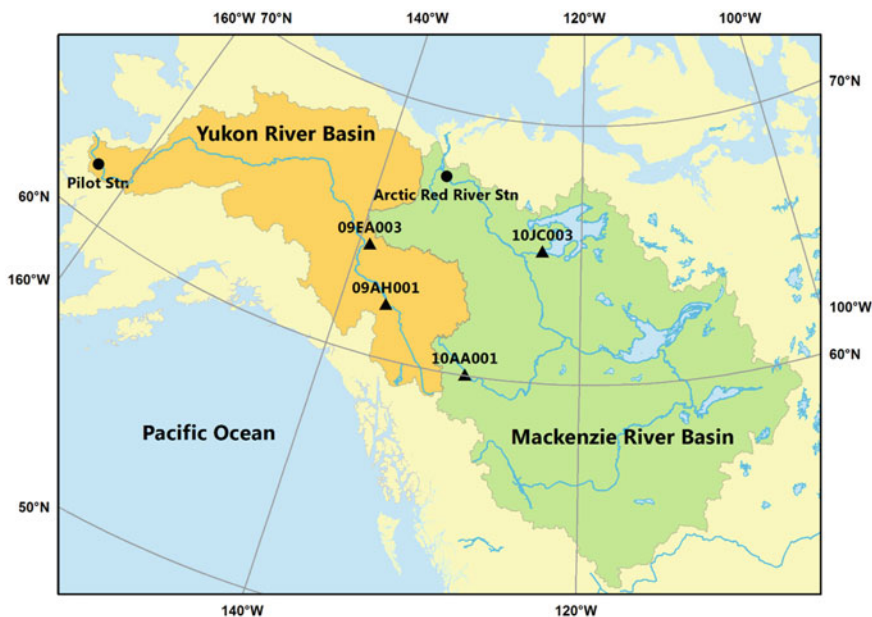 160°W 70°N
140°W
120°W
100°W
70°N
Yukon River Basin
Pilot Stn
Arctic Red River Stn
60°N
09EA003
10JC003
160°W
09AH001
100°W
10AA001
60°N
Pacific Ocean
Mackenzie River Basin
50°N
140°W
120°W